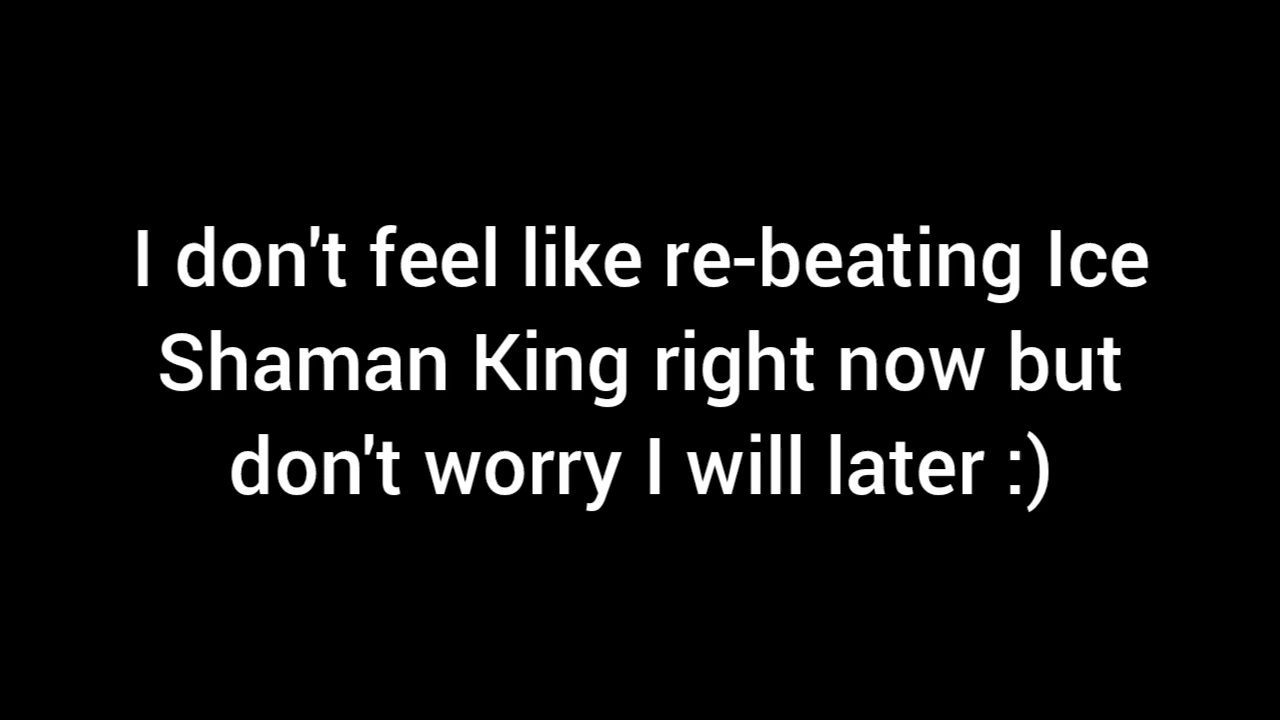 I don't feel like re-beating Ice
Shaman King right now but
don't worry I will later :)